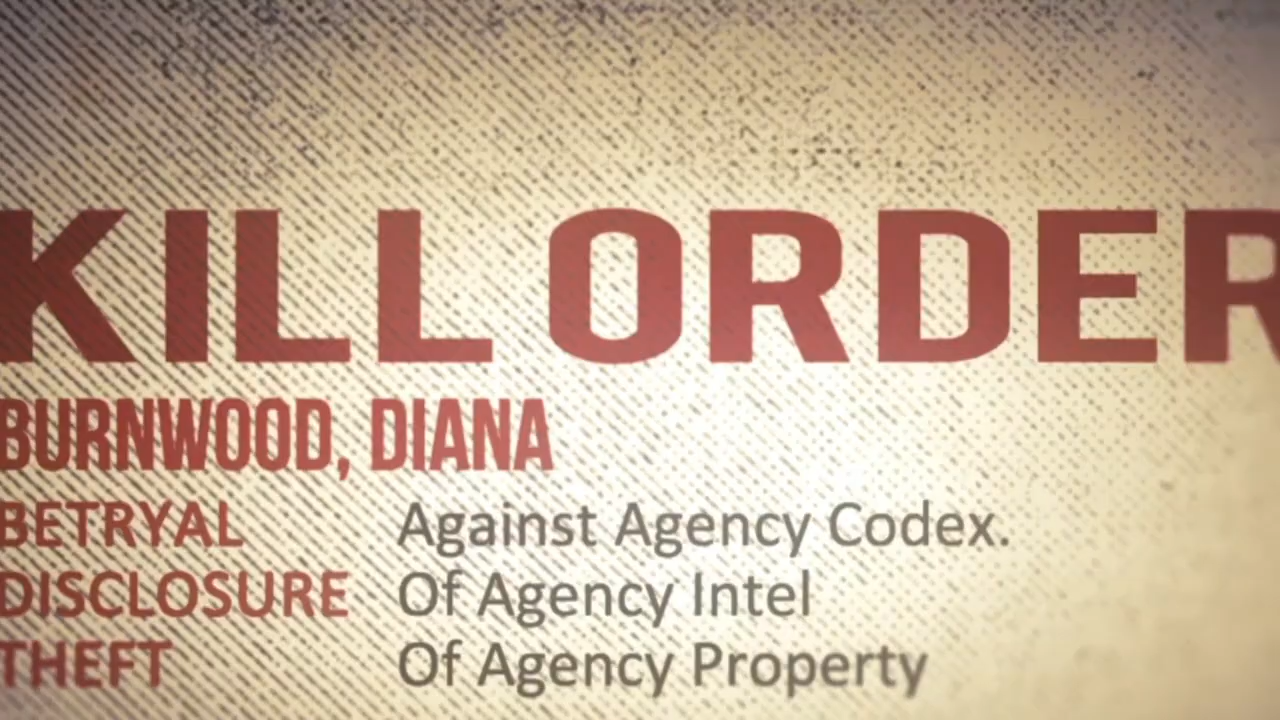 KILL ORDER
BURNWOOD, DIANA
BETRYAL Against Agency Codex.
DISCLOSURE Of Agency Intel
THEFT Of Agency Property